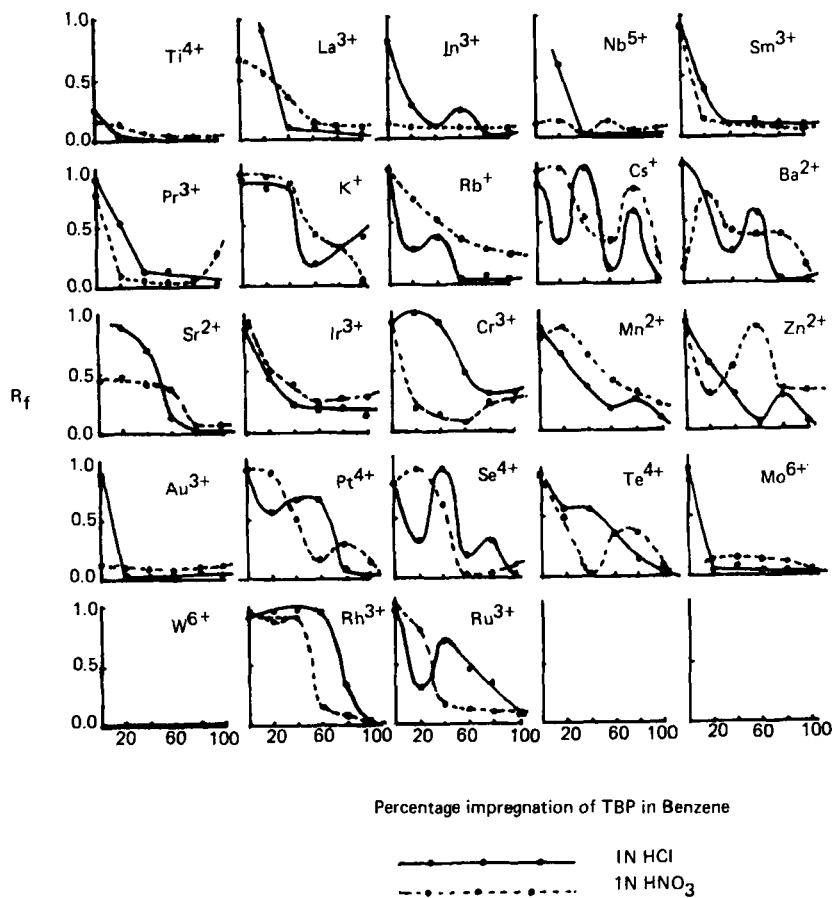 1.0
0.5
0.0
Ti4+
La3+
In3+
Nb5+
Sm3+
1.0
0.5
0.0
Pr3+
K+
Rb+
Cs+
Ba2+
1.0
0.5
0.0
Sr2+
Ir3+
Cr3+
Mn2+
Zn2+
Rf
1.0
0.5
0.0
Au3+
Pt4+
Se4+
Te4+
Mo6+
1.0
0.5
0.0
W6+
Rh3+
Ru3+
20 60 100 20 60 100 20 60 100 20 60 100 20 60 100
Percentage impregnation of TBP in Benzene
1N HCl
1N HNO3